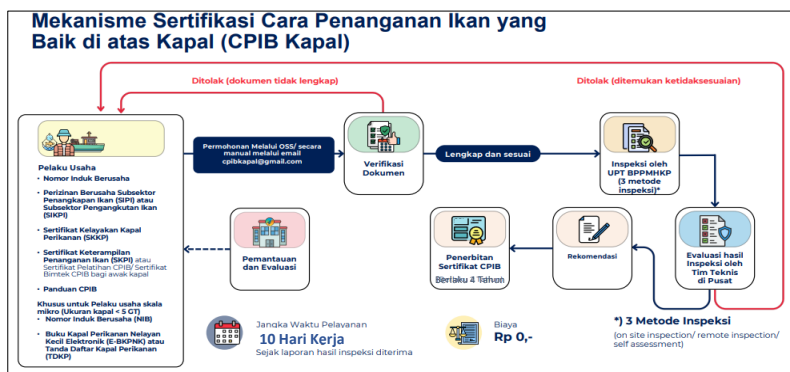 Mekanisme Sertifikasi Cara Penanganan Ikan yang
Baik di atas Kapal (CPIB Kapal)
Ditolak (dokumen tidak lengkap)
Ditolak (ditemukan ketidaksesuaian)
Pelaku Usaha
• Nomor Induk Berusaha
• Perizinan Berusaha Subsektor
Penangkapan Ikan (SIPI) atau
Subsektor Pengangkutan Ikan
(SIKPI)
• Sertifikat Kelayakan Kapal
Perikanan (SKKP)
• Sertifikat Keterampilan
Penanganan Ikan (SKPI) atau
Sertifikat Pelatihan CPIB/ Sertifikat
Bimtek CPIB bagi awak kapal
• Panduan CPIB
Khusus untuk Pelaku usaha skala
mikro (Ukuran kapal < 5 GT)
• Nomor Induk Berusaha (NIB)
• Buku Kapal Perikanan Nelayan
Kecil Elektronik (E-BKPNK) atau
Tanda Daftar Kapal Perikanan
(TDKP)
Permohonan Melalui OSS/ secara
manual melalui email
cpibkapal@gmail.com
Verifikasi
Dokumen
Lengkap dan sesuai
Inspeksi oleh
UPT BPPMHKP
(3 metode
inspeksi)*
Evaluasi hasil
Inspeksi oleh
Tim Teknis
di Pusat
Rekomendasi
Penerbitan
Sertifikat CPIB
Berlaku 4 Tahun
Pemantauan
dan Evaluasi
Jangka Waktu Pelayanan
10 Hari Kerja
Sejak laporan hasil inspeksi diterima
Biaya
Rp 0,-
*) 3 Metode Inspeksi
(on site inspection/ remote inspection/
self assessment)